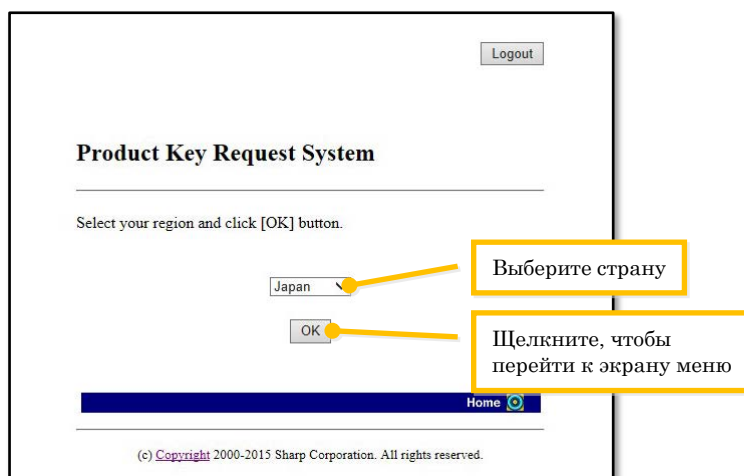 Logout
Product Key Request System
Select your region and click [OK] button.
Выберите страну
Japan
OK
Щелкните, чтобы
перейти к экрану меню
Home
(c) Copyright 2000-2015 Sharp Corporation. All rights reserved.